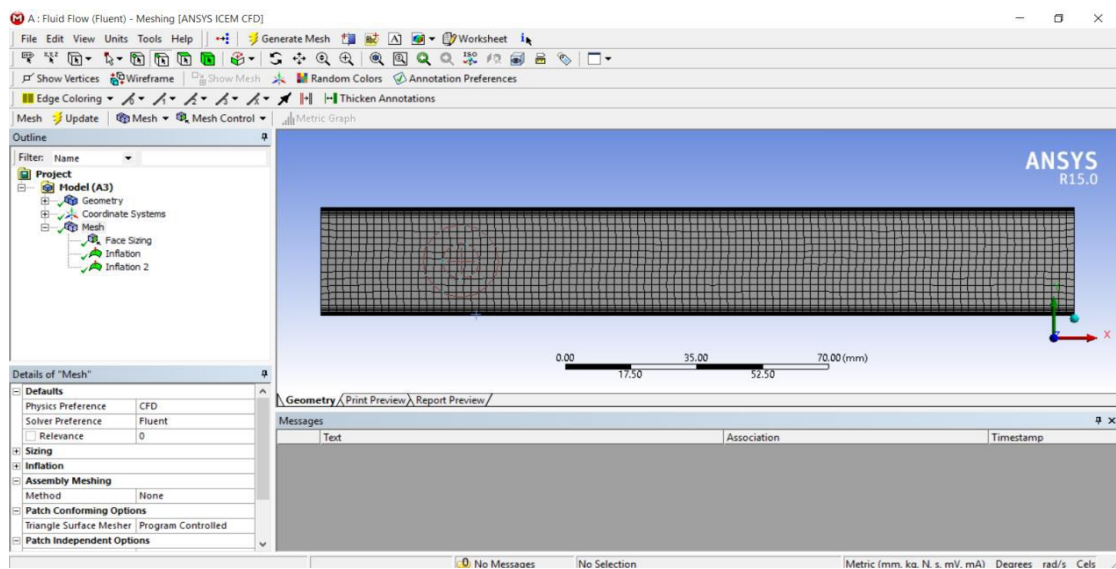 A : Fluid Flow (Fluent) - Meshing [ANSYS ICEM CFD]
File Edit View Units Tools Help Generate Mesh A Worksheet i
Show Vertices Wireframe Show Mesh Random Colors Annotation Preferences
Edge Coloring Thicken Annotations
Mesh Update Mesh Mesh Control Metric Graph
Outline
Filter: Name
Project
Model (A3)
Geometry
Coordinate Systems
Mesh
Face Sizing
Inflation
Inflation 2
ANSYS
R15.0
Y
X
0.00 35.00 70.00 (mm)
17.50 52.50
Geometry Print Preview Report Preview
Details of "Mesh"
Defaults
Physics Preference CFD
Solver Preference Fluent
Relevance 0
Sizing
Inflation
Assembly Meshing
Method None
Patch Conforming Options
Triangle Surface Mesher Program Controlled
Patch Independent Options
Messages
Text Association Timestamp
0 No Messages No Selection Metric (mm, kg, N, s, mV, mA) Degrees rad/s Cels